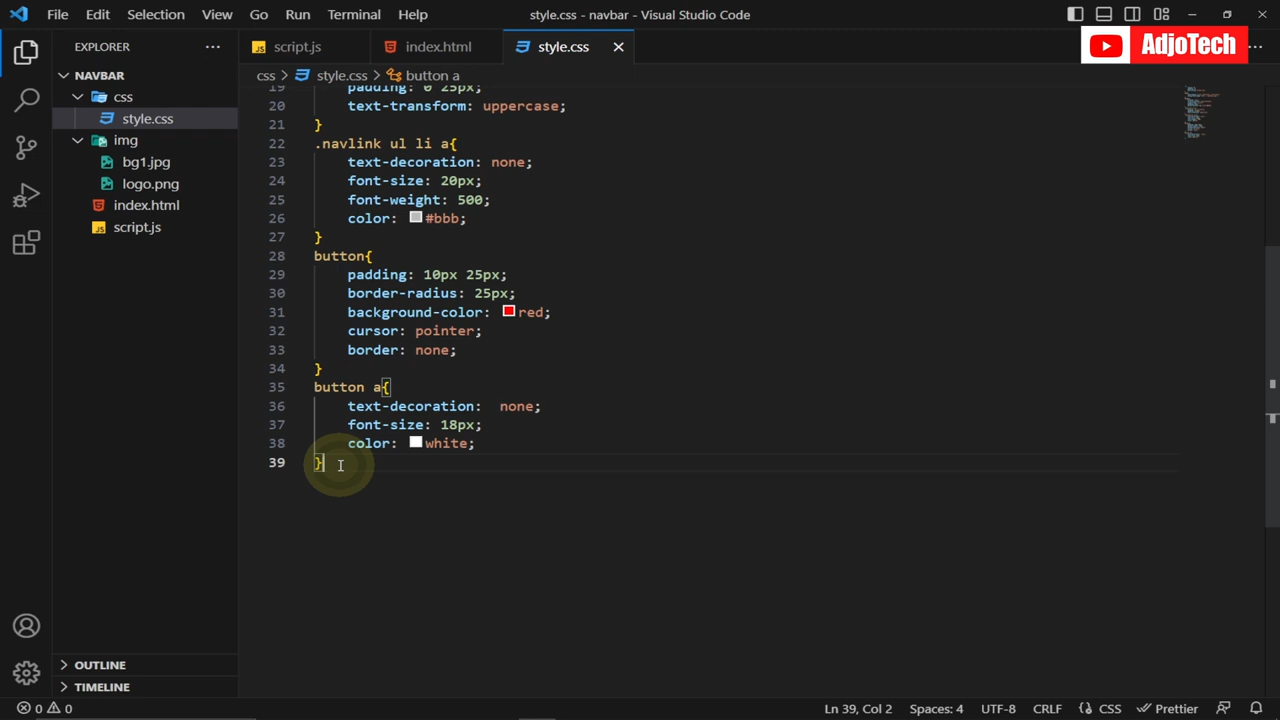 File Edit Selection View Go Run Terminal Help
style.css - navbar - Visual Studio Code
AdjoTech
EXPLORER
script.js
index.html
style.css
NAVBAR
css
style.css
img
bg1.jpg
logo.png
index.html
script.js
css > style.css > button a
19 padding: 0 25px;
20 text-transform: uppercase;
21 }
22 .navlink ul li a{
23 text-decoration: none;
24 font-size: 20px;
25 font-weight: 500;
26 color: #bbb;
27 }
28 button{
29 padding: 10px 25px;
30 border-radius: 25px;
31 background-color: red;
32 cursor: pointer;
33 border: none;
34 }
35 button a{
36 text-decoration:  none;
37 font-size: 18px;
38 color: white;
39 }
OUTLINE
TIMELINE
0 0
Ln 39, Col 2
Spaces: 4
UTF-8
CRLF
CSS
Prettier